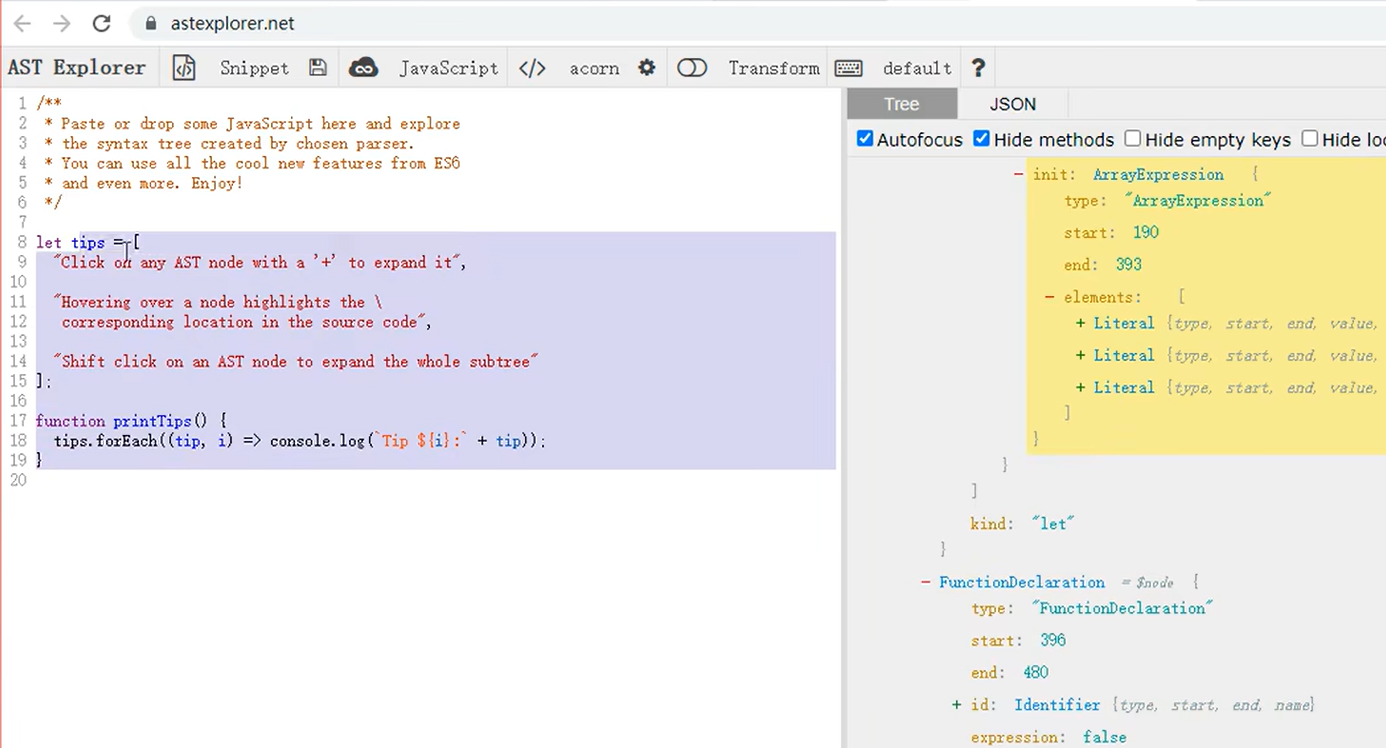 astexplorer.net
AST Explorer Snippet JavaScript </> acorn Transform default ?
1 /**
2 * Paste or drop some JavaScript here and explore
3 * the syntax tree created by chosen parser.
4 * You can use all the cool new features from ES6
5 * and even more. Enjoy!
6 */
7
8 let tips = [
9 "Click on any AST node with a '+' to expand it",
10
11 "Hovering over a node highlights the \
12 corresponding location in the source code",
13
14 "Shift click on an AST node to expand the whole subtree"
15 ];
16
17 function printTips() {
18 tips.forEach((tip, i) => console.log(`Tip ${i}:` + tip));
19 }
20
Tree JSON
Autofocus Hide methods Hide empty keys Hide loc
- init: ArrayExpression {
type: "ArrayExpression"
start: 190
end: 393
- elements: [
+ Literal {type, start, end, value,
+ Literal {type, start, end, value,
+ Literal {type, start, end, value,
]
}
}
]
kind: "let"
}
- FunctionDeclaration = $node {
type: "FunctionDeclaration"
start: 396
end: 480
+ id: Identifier {type, start, end, name}
expression: false